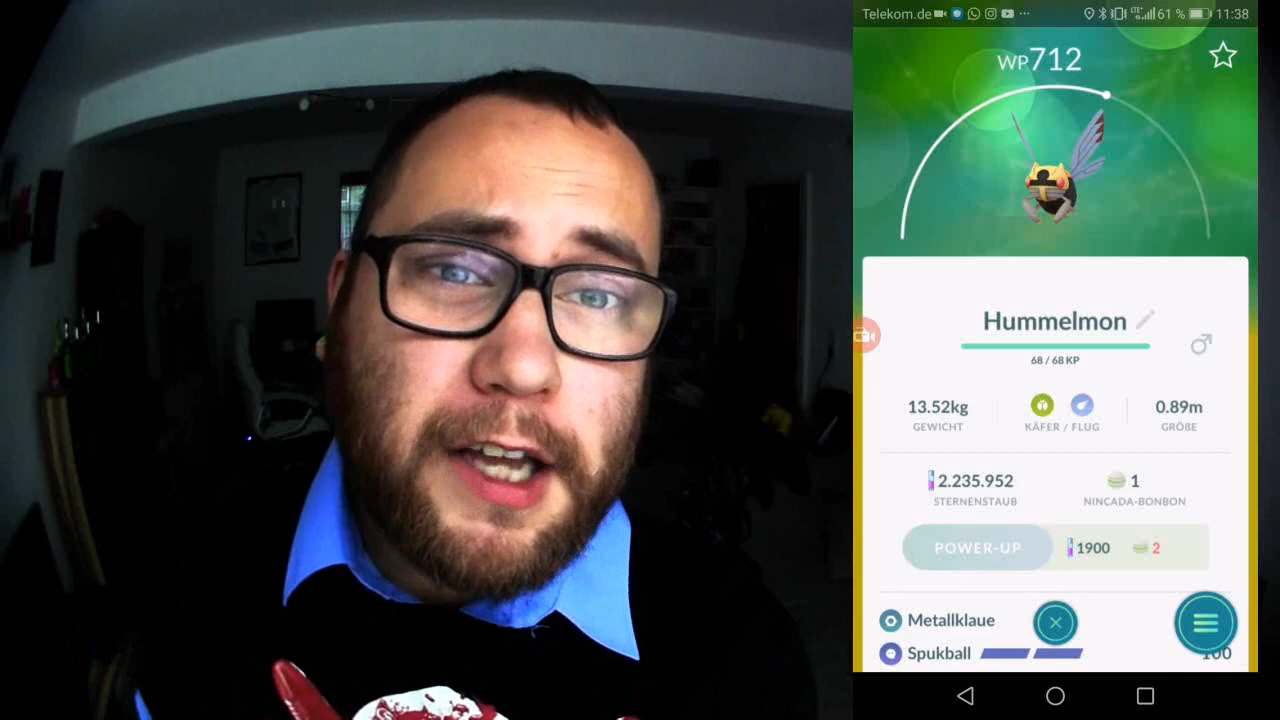 Telekom.de ··· LTE 61 % 11:38
WP712
Hummelmon
68 / 68 KP
13.52kg
GEWICHT
KÄFER / FLUG
0.89m
GRÖßE
2.235.952
STERNENSTAUB
1
NINCADA-BONBON
POWER-UP
1900
2
Metallklaue
Spukball
100